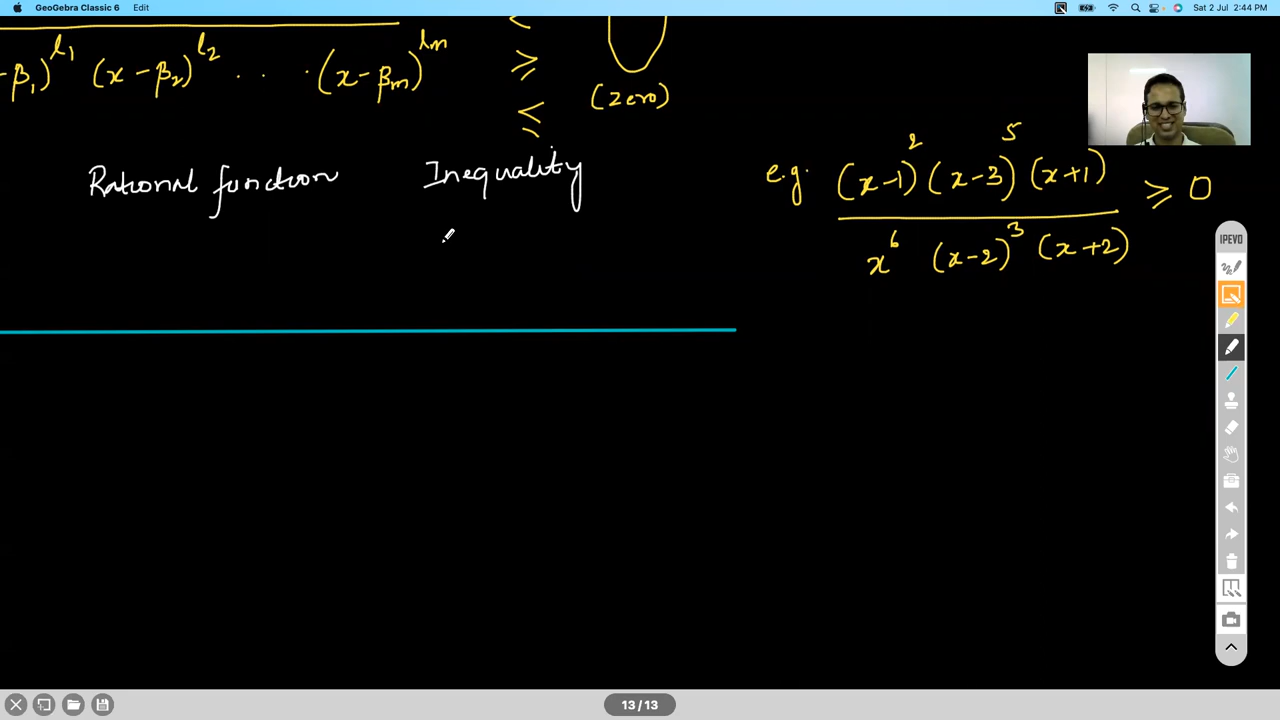 GeoGebra Classic 6 Edit Sat 2 Jul 2:44 PM
-β₁)^l₁ (x-β₂)^l₂ . . . . (x-βₘ)^lₘ
<
≥
≤
(Zero)
Rational function Inequality
e.g. (x-1)² (x-3)⁵ (x+1)
≥ 0
x⁶ (x-2)³ (x+2)
IPEVO
13/13